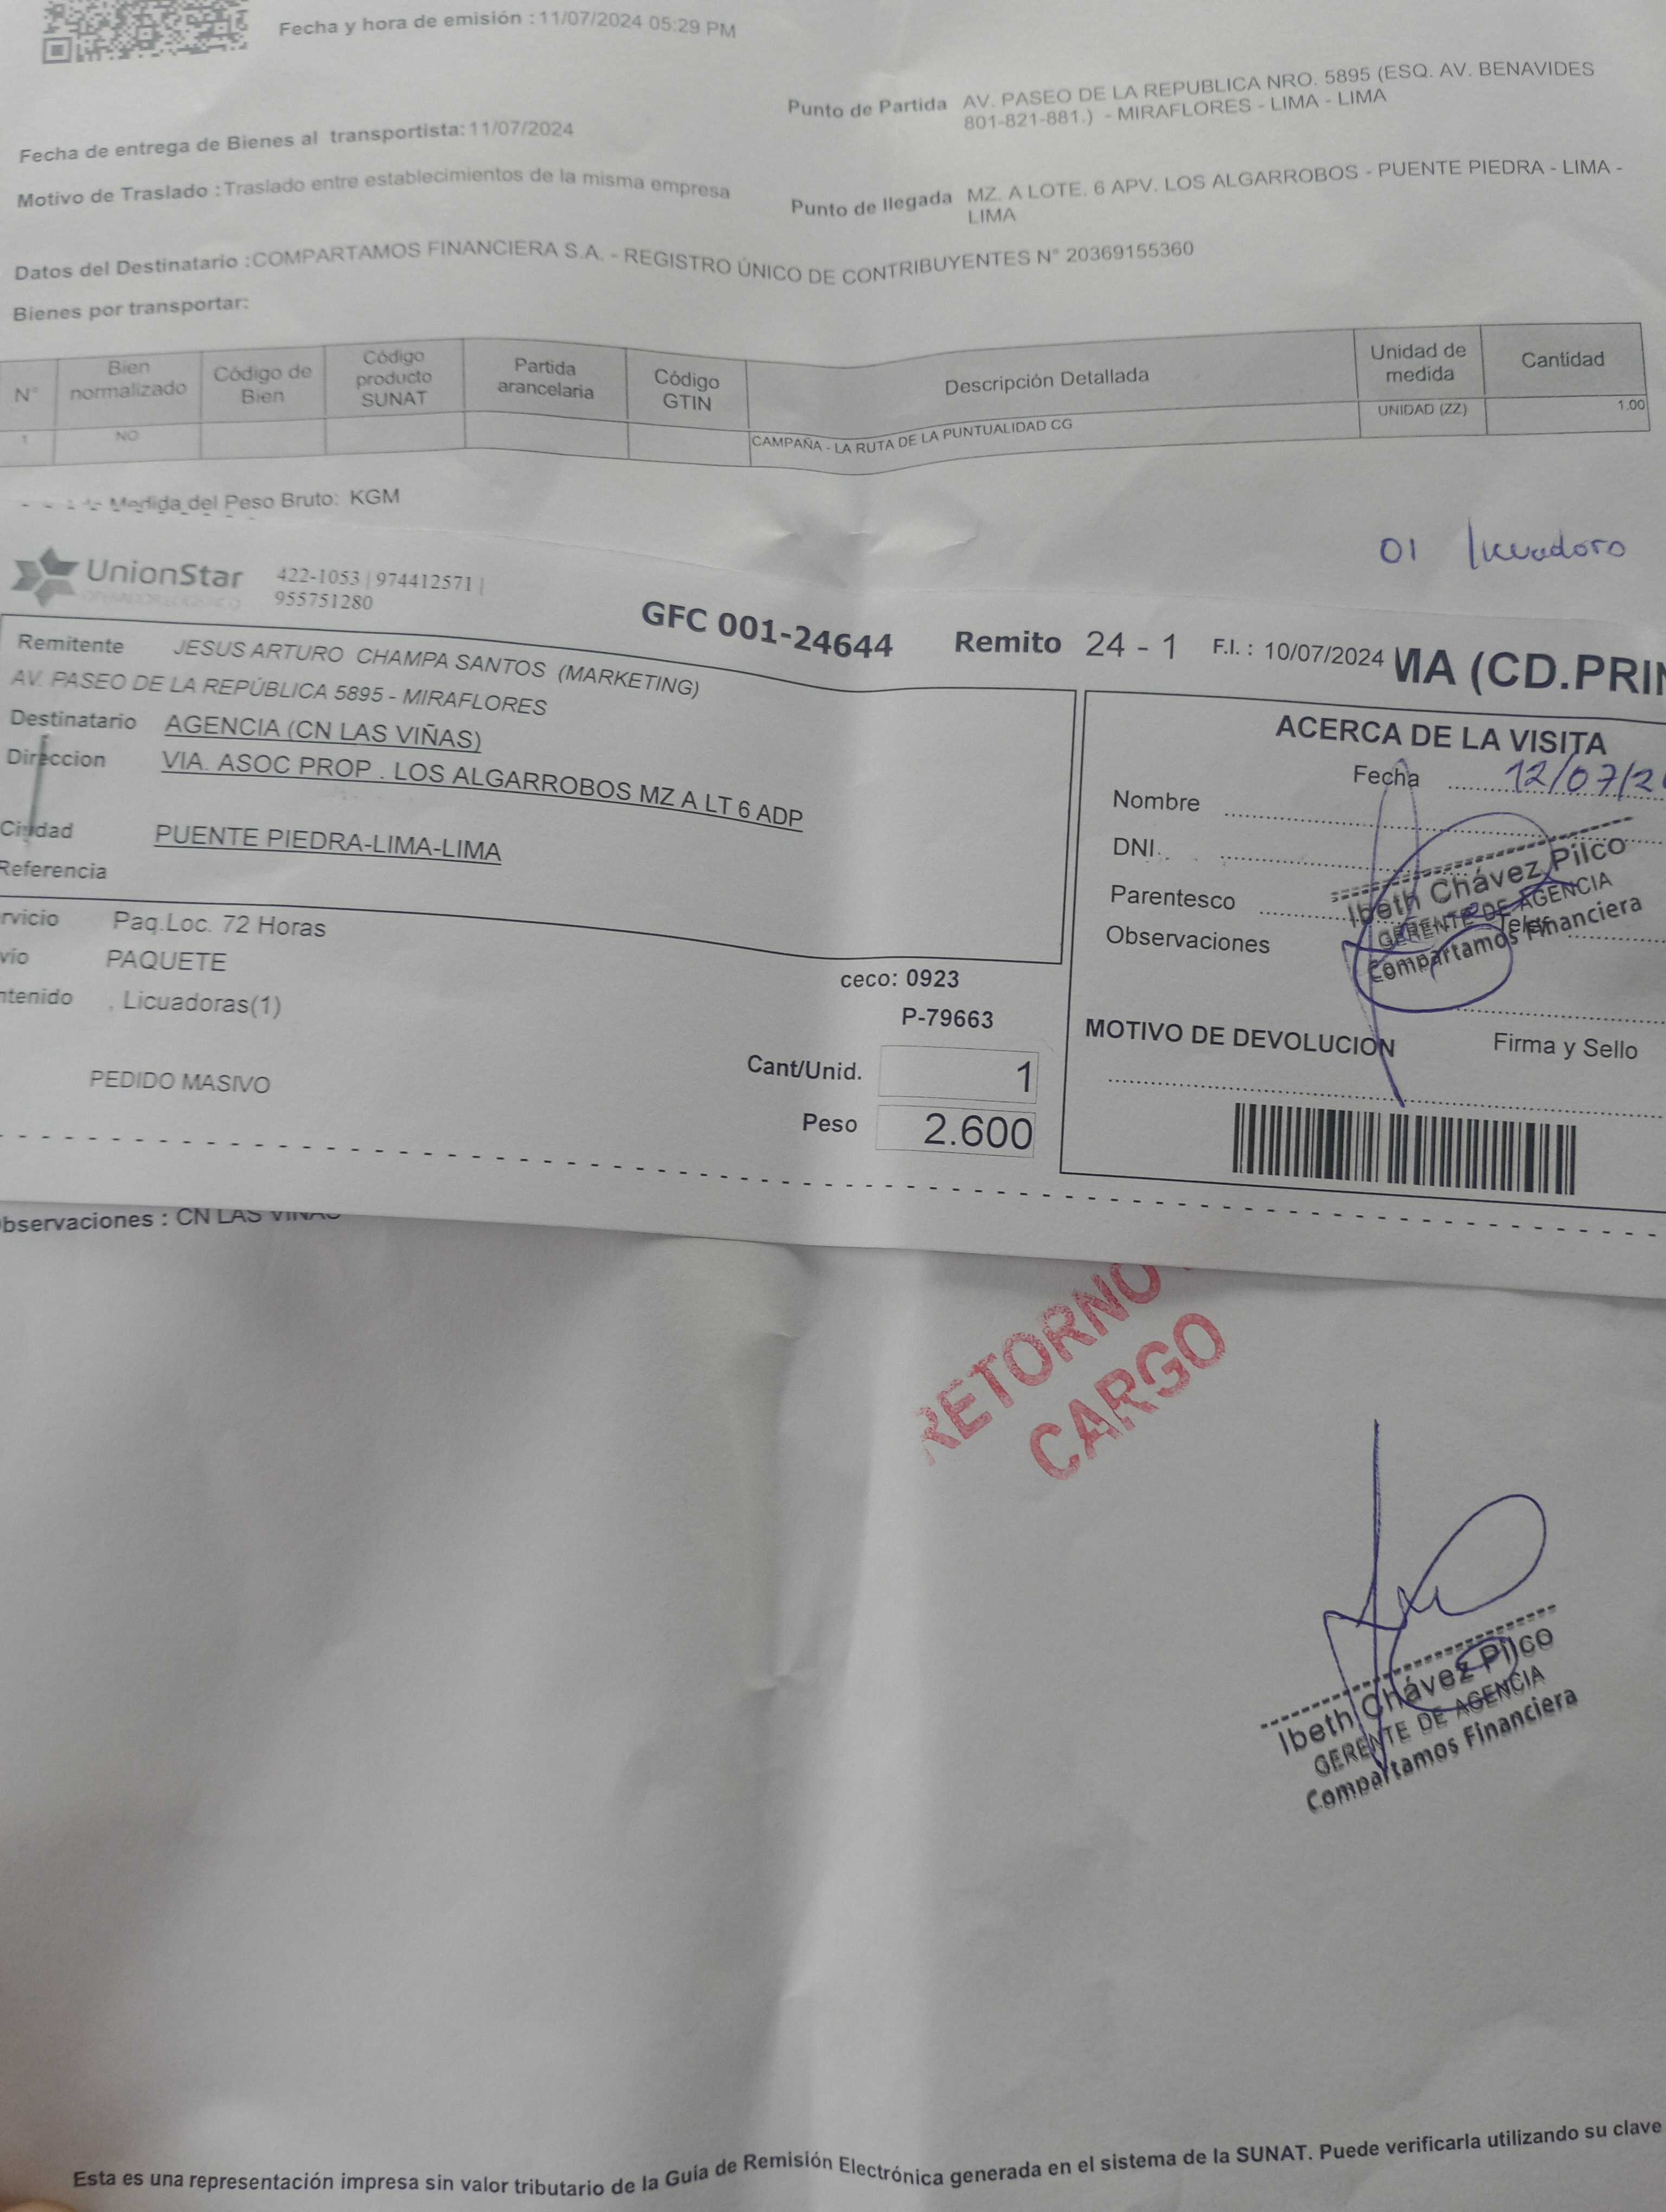 Fecha y hora de emisión : 11/07/2024 05:29 PM
Punto de Partida AV. PASEO DE LA REPUBLICA NRO. 5895 (ESQ. AV. BENAVIDES
801-821-881.) - MIRAFLORES - LIMA - LIMA
Fecha de entrega de Bienes al transportista: 11/07/2024
Motivo de Traslado : Traslado entre establecimientos de la misma empresa
Punto de llegada MZ. A LOTE. 6 APV. LOS ALGARROBOS - PUENTE PIEDRA - LIMA -
LIMA
Datos del Destinatario : COMPARTAMOS FINANCIERA S.A. - REGISTRO ÚNICO DE CONTRIBUYENTES N° 20369155360
Bienes por transportar:
N° Bien normalizado Código de Bien Código producto SUNAT Partida arancelaria Código GTIN Descripción Detallada Unidad de medida Cantidad
1 NO CAMPAÑA - LA RUTA DE LA PUNTUALIDAD CG UNIDAD (ZZ) 1.00
Medida del Peso Bruto: KGM
01 licuadora
UnionStar
OPERADOR LOGISTICO
422-1053 | 974412571 |
955751280
GFC 001-24644 Remito 24 - 1 F.I. : 10/07/2024 MA (CD.PRIN
Remitente JESUS ARTURO CHAMPA SANTOS (MARKETING)
AV. PASEO DE LA REPÚBLICA 5895 - MIRAFLORES
Destinatario AGENCIA (CN LAS VIÑAS)
Direccion VIA. ASOC PROP . LOS ALGARROBOS MZ A LT 6 ADP
Ciudad PUENTE PIEDRA-LIMA-LIMA
Referencia
rvicio Paq.Loc. 72 Horas
vío PAQUETE
ntenido . Licuadoras(1)
PEDIDO MASIVO
ceco: 0923
P-79663
Cant/Unid. 1
Peso 2.600
ACERCA DE LA VISITA
Fecha 12/07/2
Nombre
DNI.
Parentesco
Telef.
Observaciones
Ibeth Chávez Pilco
GERENTE DE AGENCIA
Compartamos Financiera
MOTIVO DE DEVOLUCION Firma y Sello
bservaciones : CN LAS VIÑAS
RETORNO
CARGO
Ibeth Chávez Pilco
GERENTE DE AGENCIA
Compartamos Financiera
Esta es una representación impresa sin valor tributario de la Guía de Remisión Electrónica generada en el sistema de la SUNAT. Puede verificarla utilizando su clave